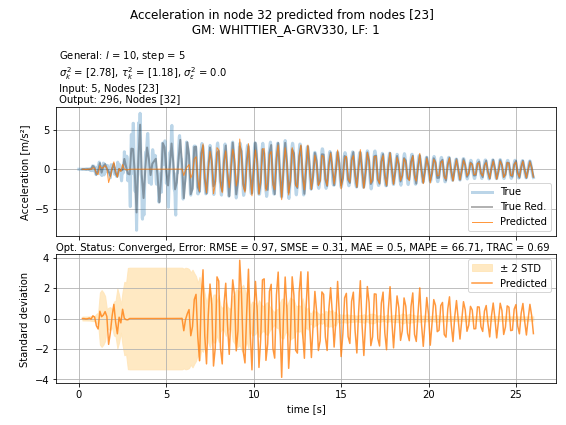 Acceleration in node 32 predicted from nodes [23]
GM: WHITTIER_A-GRV330, LF: 1
General: l = 10, step = 5
σ²ₖ = [2.78], τ²ₖ = [1.18], σ²ε = 0.0
Input: 5, Nodes [23]
Output: 296, Nodes [32]
Acceleration [m/s²]
5
0
−5
True
True Red.
Predicted
Opt. Status: Converged, Error: RMSE = 0.97, SMSE = 0.31, MAE = 0.5, MAPE = 66.71, TRAC = 0.69
Standard deviation
4
2
0
−2
−4
± 2 STD
Predicted
0 5 10 15 20 25
time [s]